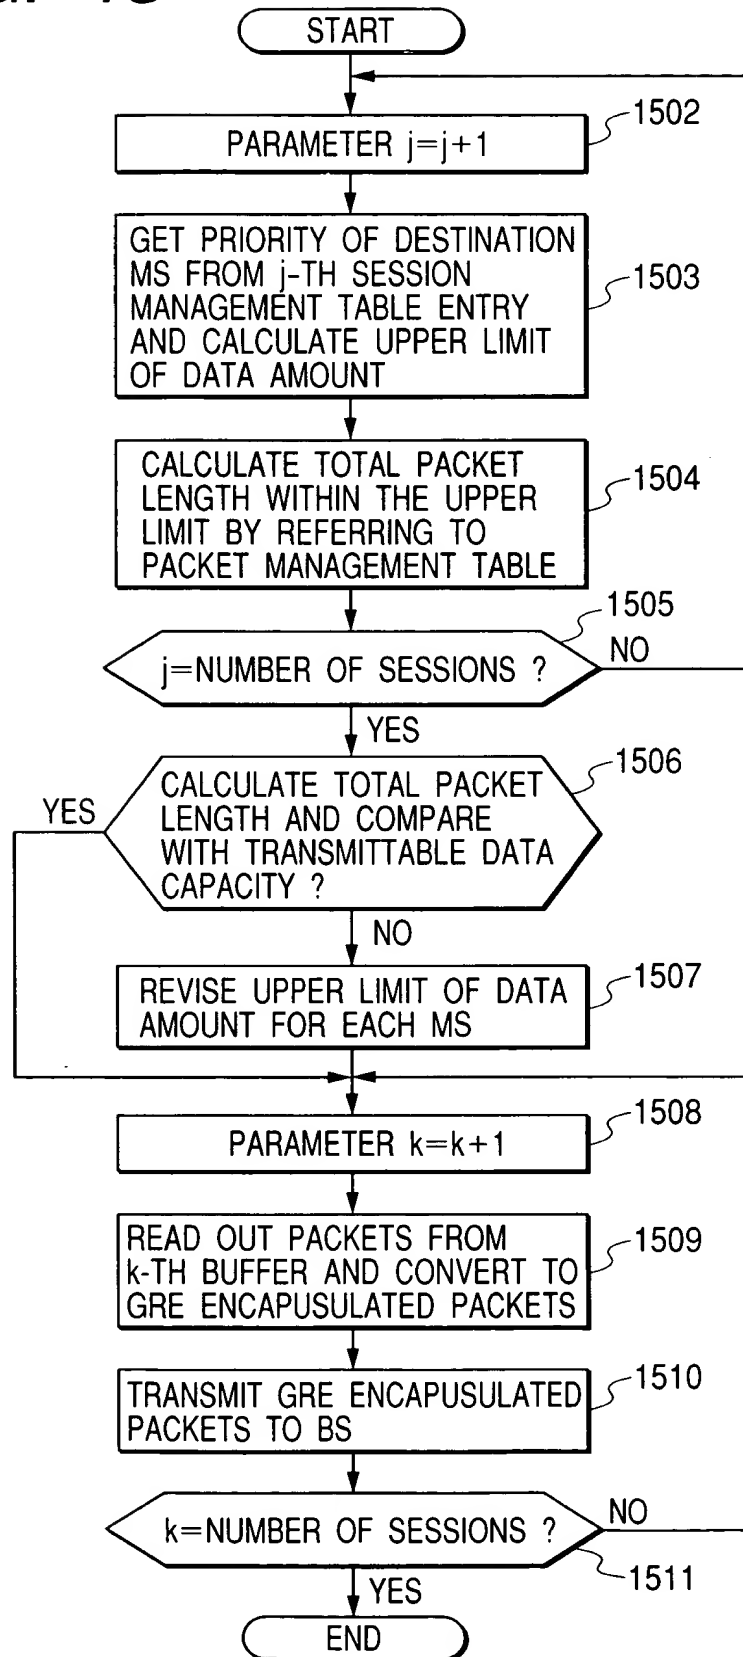 START
PARAMETER j=j+1
1502
GET PRIORITY OF DESTINATION
MS FROM j-TH SESSION
MANAGEMENT TABLE ENTRY
AND CALCULATE UPPER LIMIT
OF DATA AMOUNT
1503
CALCULATE TOTAL PACKET
LENGTH WITHIN THE UPPER
LIMIT BY REFERRING TO
PACKET MANAGEMENT TABLE
1504
j=NUMBER OF SESSIONS ?
1505
NO
YES
CALCULATE TOTAL PACKET
LENGTH AND COMPARE
WITH TRANSMITTABLE DATA
CAPACITY ?
1506
YES
NO
REVISE UPPER LIMIT OF DATA
AMOUNT FOR EACH MS
1507
PARAMETER k=k+1
1508
READ OUT PACKETS FROM
k-TH BUFFER AND CONVERT TO
GRE ENCAPUSULATED PACKETS
1509
TRANSMIT GRE ENCAPUSULATED
PACKETS TO BS
1510
k=NUMBER OF SESSIONS ?
NO
1511
YES
END